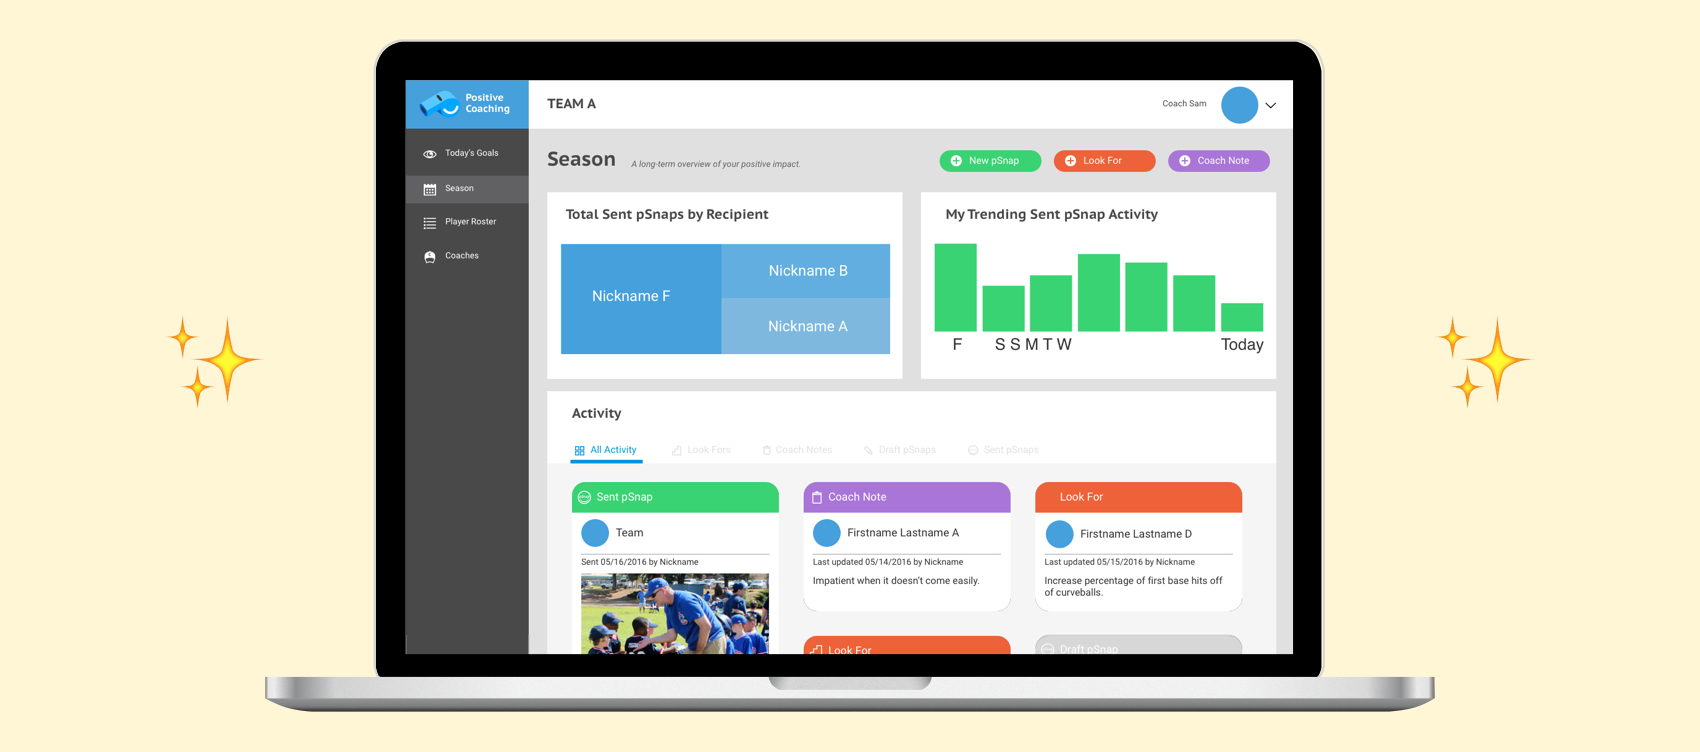 Positive
Coaching
TEAM A
Coach Sam
Today's Goals
Season
Player Roster
Coaches
Season
A long-term overview of your positive impact.
New pSnap
Look For
Coach Note
Total Sent pSnaps by Recipient
Nickname F
Nickname B
Nickname A
My Trending Sent pSnap Activity
F S S M T W Today
Activity
All Activity
Look Fors
Coach Notes
Draft pSnaps
Sent pSnaps
Sent pSnap
Team
Sent 05/16/2016 by Nickname
Coach Note
Firstname Lastname A
Last updated 05/14/2016 by Nickname
Impatient when it doesn't come easily.
Look For
Firstname Lastname D
Last updated 05/15/2016 by Nickname
Increase percentage of first base hits off
of curveballs.
Look For
Draft pSnap